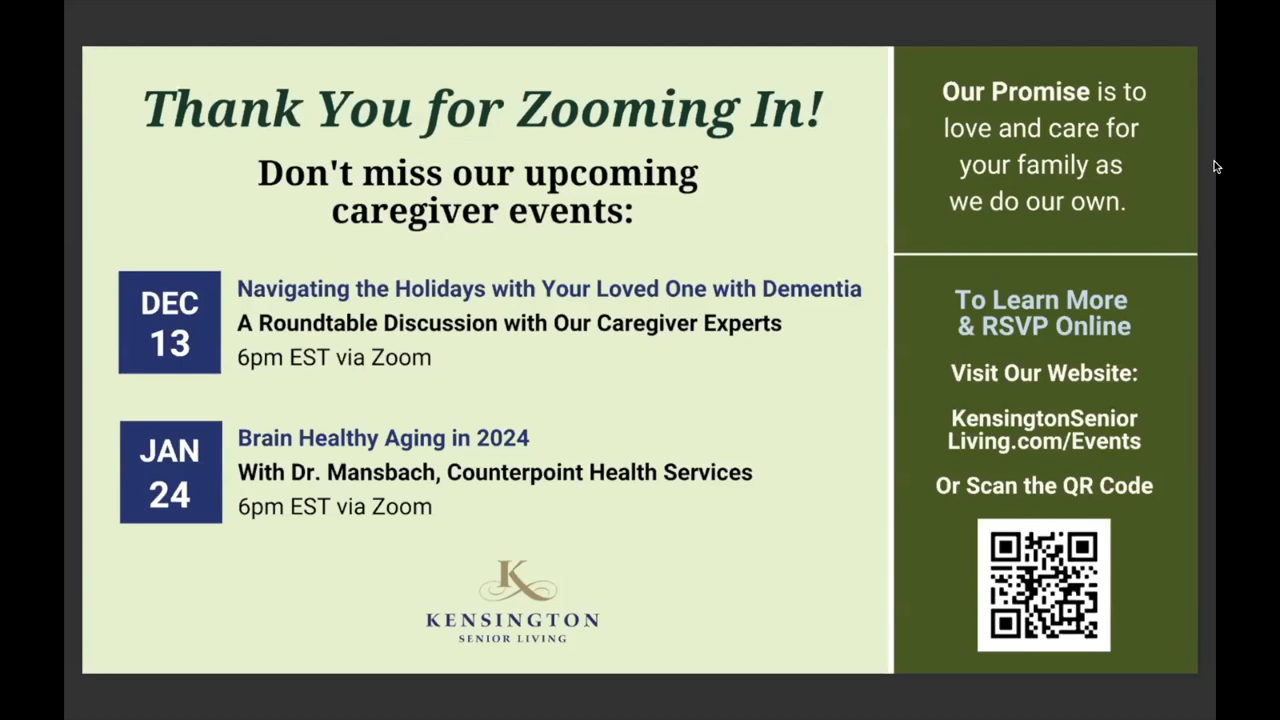 Thank You for Zooming In!
Don't miss our upcoming
caregiver events:
DEC
13
Navigating the Holidays with Your Loved One with Dementia
A Roundtable Discussion with Our Caregiver Experts
6pm EST via Zoom
JAN
24
Brain Healthy Aging in 2024
With Dr. Mansbach, Counterpoint Health Services
6pm EST via Zoom
K
KENSINGTON
SENIOR LIVING
Our Promise is to
love and care for
your family as
we do our own.
To Learn More
& RSVP Online
Visit Our Website:
KensingtonSenior
Living.com/Events
Or Scan the QR Code